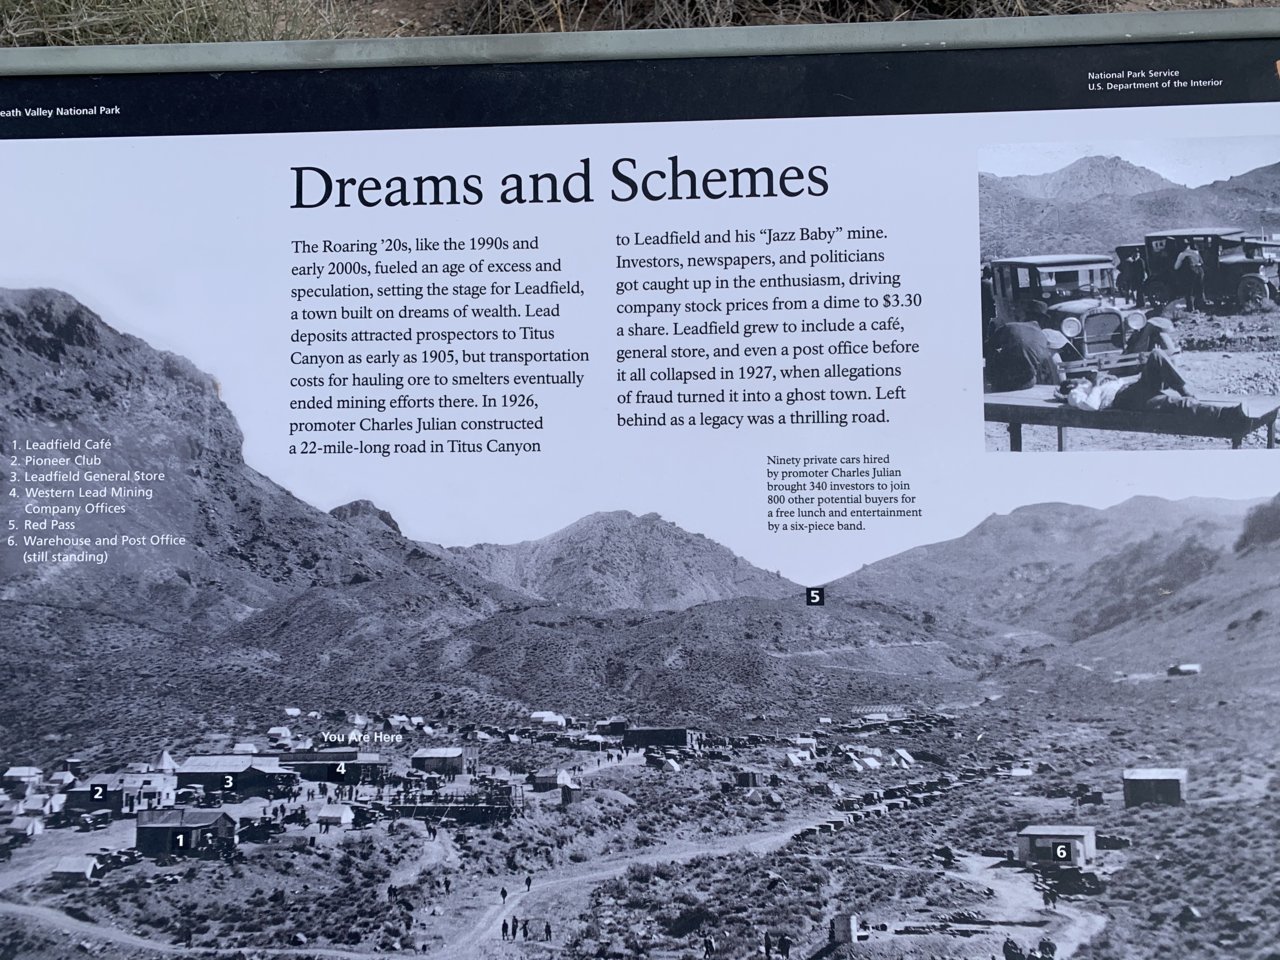 eath Valley National Park
National Park Service
U.S. Department of the Interior
Dreams and Schemes
The Roaring ’20s, like the 1990s and
early 2000s, fueled an age of excess and
speculation, setting the stage for Leadfield,
a town built on dreams of wealth. Lead
deposits attracted prospectors to Titus
Canyon as early as 1905, but transportation
costs for hauling ore to smelters eventually
ended mining efforts there. In 1926,
promoter Charles Julian constructed
a 22-mile-long road in Titus Canyon
to Leadfield and his “Jazz Baby” mine.
Investors, newspapers, and politicians
got caught up in the enthusiasm, driving
company stock prices from a dime to $3.30
a share. Leadfield grew to include a café,
general store, and even a post office before
it all collapsed in 1927, when allegations
of fraud turned it into a ghost town. Left
behind as a legacy was a thrilling road.
Ninety private cars hired
by promoter Charles Julian
brought 340 investors to join
800 other potential buyers for
a free lunch and entertainment
by a six-piece band.
1. Leadfield Café
2. Pioneer Club
3. Leadfield General Store
4. Western Lead Mining
Company Offices
5. Red Pass
6. Warehouse and Post Office
(still standing)
5
You Are Here
4
3
2
1
6